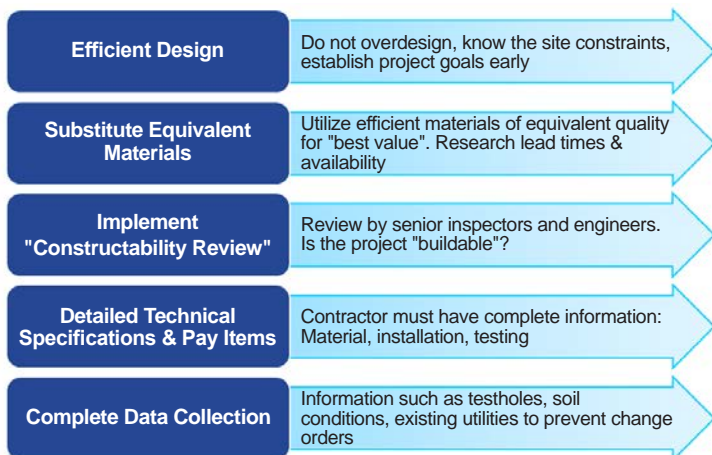 Efficient Design
Do not overdesign, know the site constraints,
establish project goals early
Substitute Equivalent
Materials
Utilize efficient materials of equivalent quality
for "best value". Research lead times &
availability
Implement
"Constructability Review"
Review by senior inspectors and engineers.
Is the project "buildable"?
Detailed Technical
Specifications & Pay Items
Contractor must have complete information:
Material, installation, testing
Complete Data Collection
Information such as testholes, soil
conditions, existing utilities to prevent change
orders